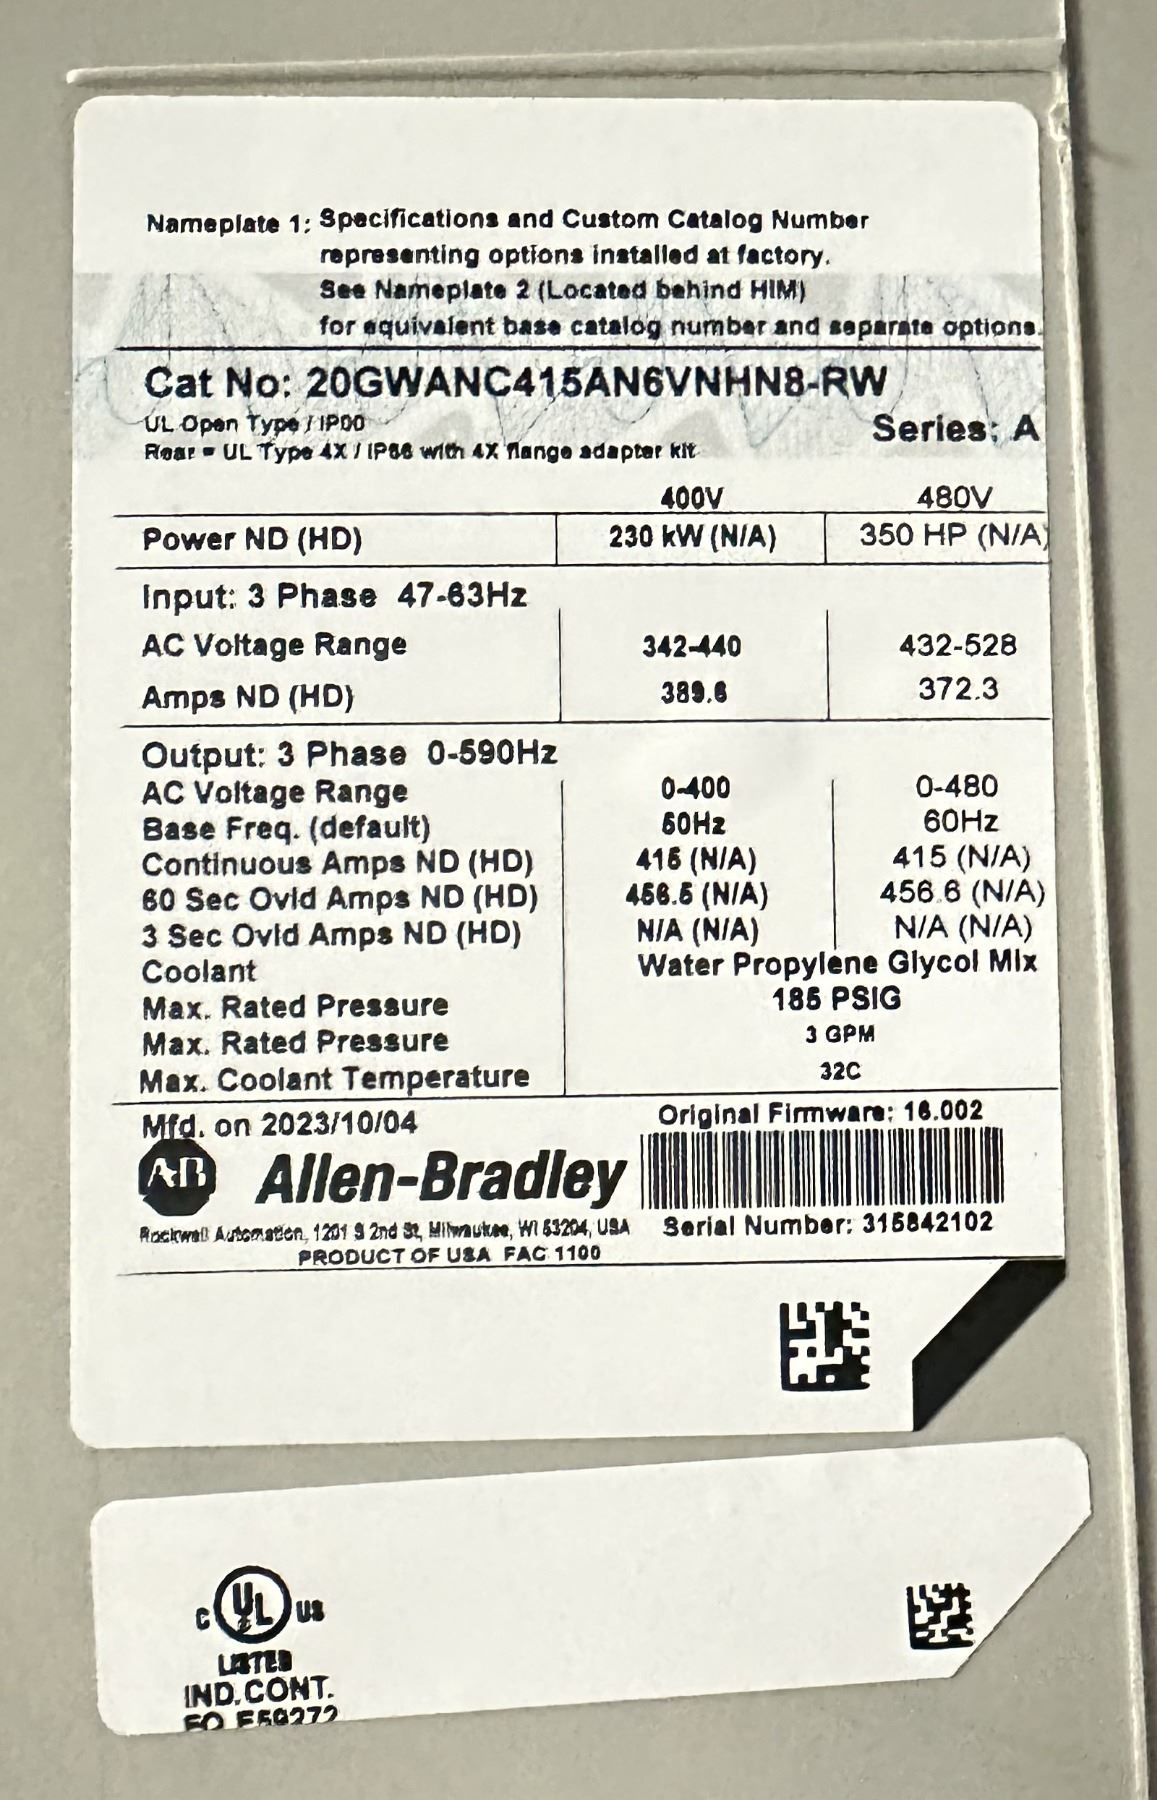 Nameplate 1: Specifications and Custom Catalog Number
representing options installed at factory.
See Nameplate 2 (Located behind HIM)
for equivalent base catalog number and separate options.
Cat No: 20GWANC415AN6VNHN8-RW
UL Open Type / IP00
Series: A
Rear = UL Type 4X / IP66 with 4X flange adapter kit
400V 480V
Power ND (HD) 230 kW (N/A) 350 HP (N/A)
Input: 3 Phase 47-63Hz
AC Voltage Range 342-440 432-528
Amps ND (HD) 389.6 372.3
Output: 3 Phase 0-590Hz
AC Voltage Range 0-400 0-480
Base Freq. (default) 50Hz 60Hz
Continuous Amps ND (HD) 415 (N/A) 415 (N/A)
60 Sec Ovld Amps ND (HD) 456.5 (N/A) 456.6 (N/A)
3 Sec Ovld Amps ND (HD) N/A (N/A) N/A (N/A)
Coolant Water Propylene Glycol Mix
Max. Rated Pressure 185 PSIG
Max. Rated Pressure 3 GPM
Max. Coolant Temperature 32C
Mfd. on 2023/10/04 Original Firmware: 16.002
AB Allen-Bradley
Rockwell Automation, 1201 S 2nd St, Milwaukee, WI 53204, USA Serial Number: 315842102
PRODUCT OF USA FAC 1100
C UL US
LISTED
IND. CONT.
EQ E59272